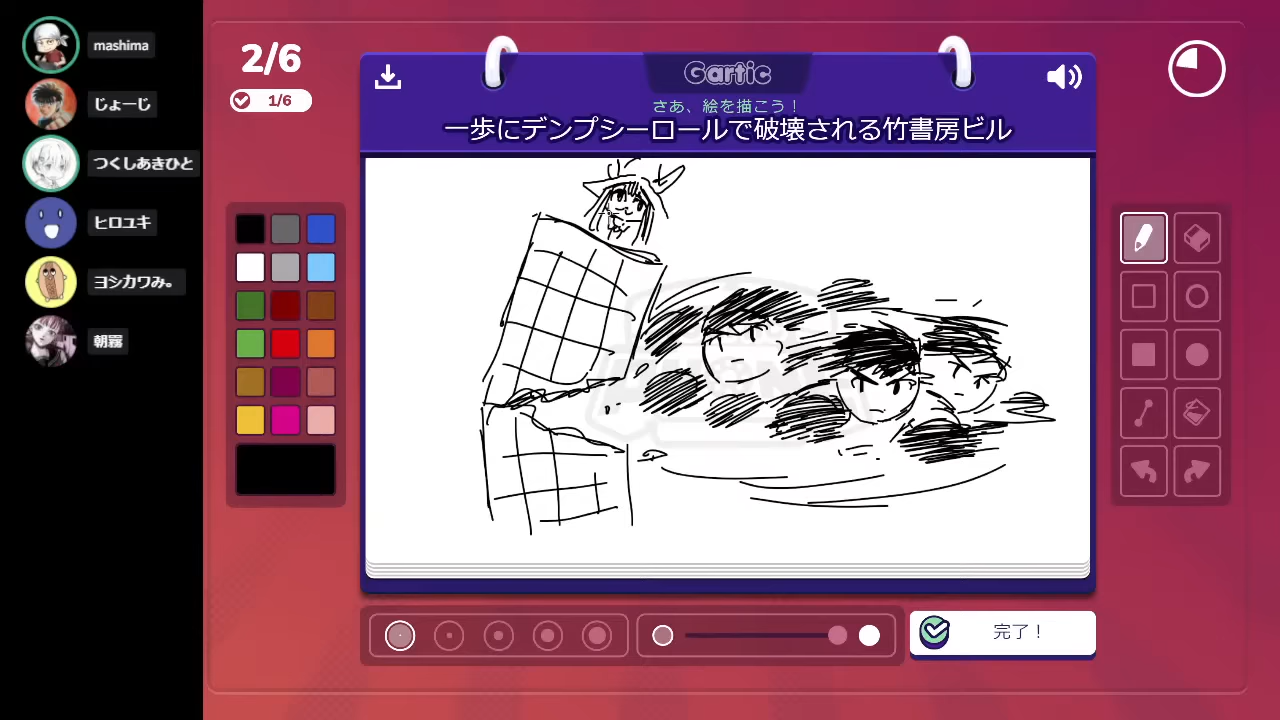 mashima
じょーじ
つくしあきひと
ヒロユキ
ヨシカワみ。
朝霧
2/6
1/6
Gartic
さあ、絵を描こう！
一歩にデンプシーロールで破壊される竹書房ビル
完了！